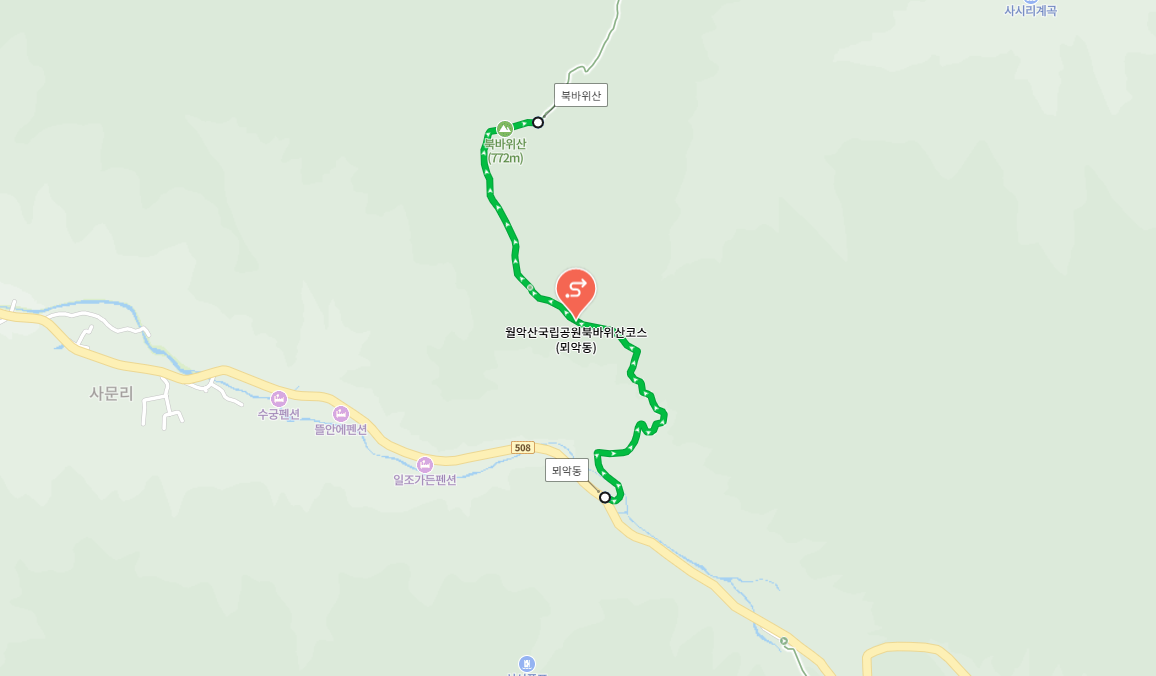 사시리계곡
북바위산
북바위산
(772m)
월악산국립공원북바위산코스
(뫼악동)
사문리
수궁펜션
뜰안에펜션
508
뫼악동
일조가든펜션